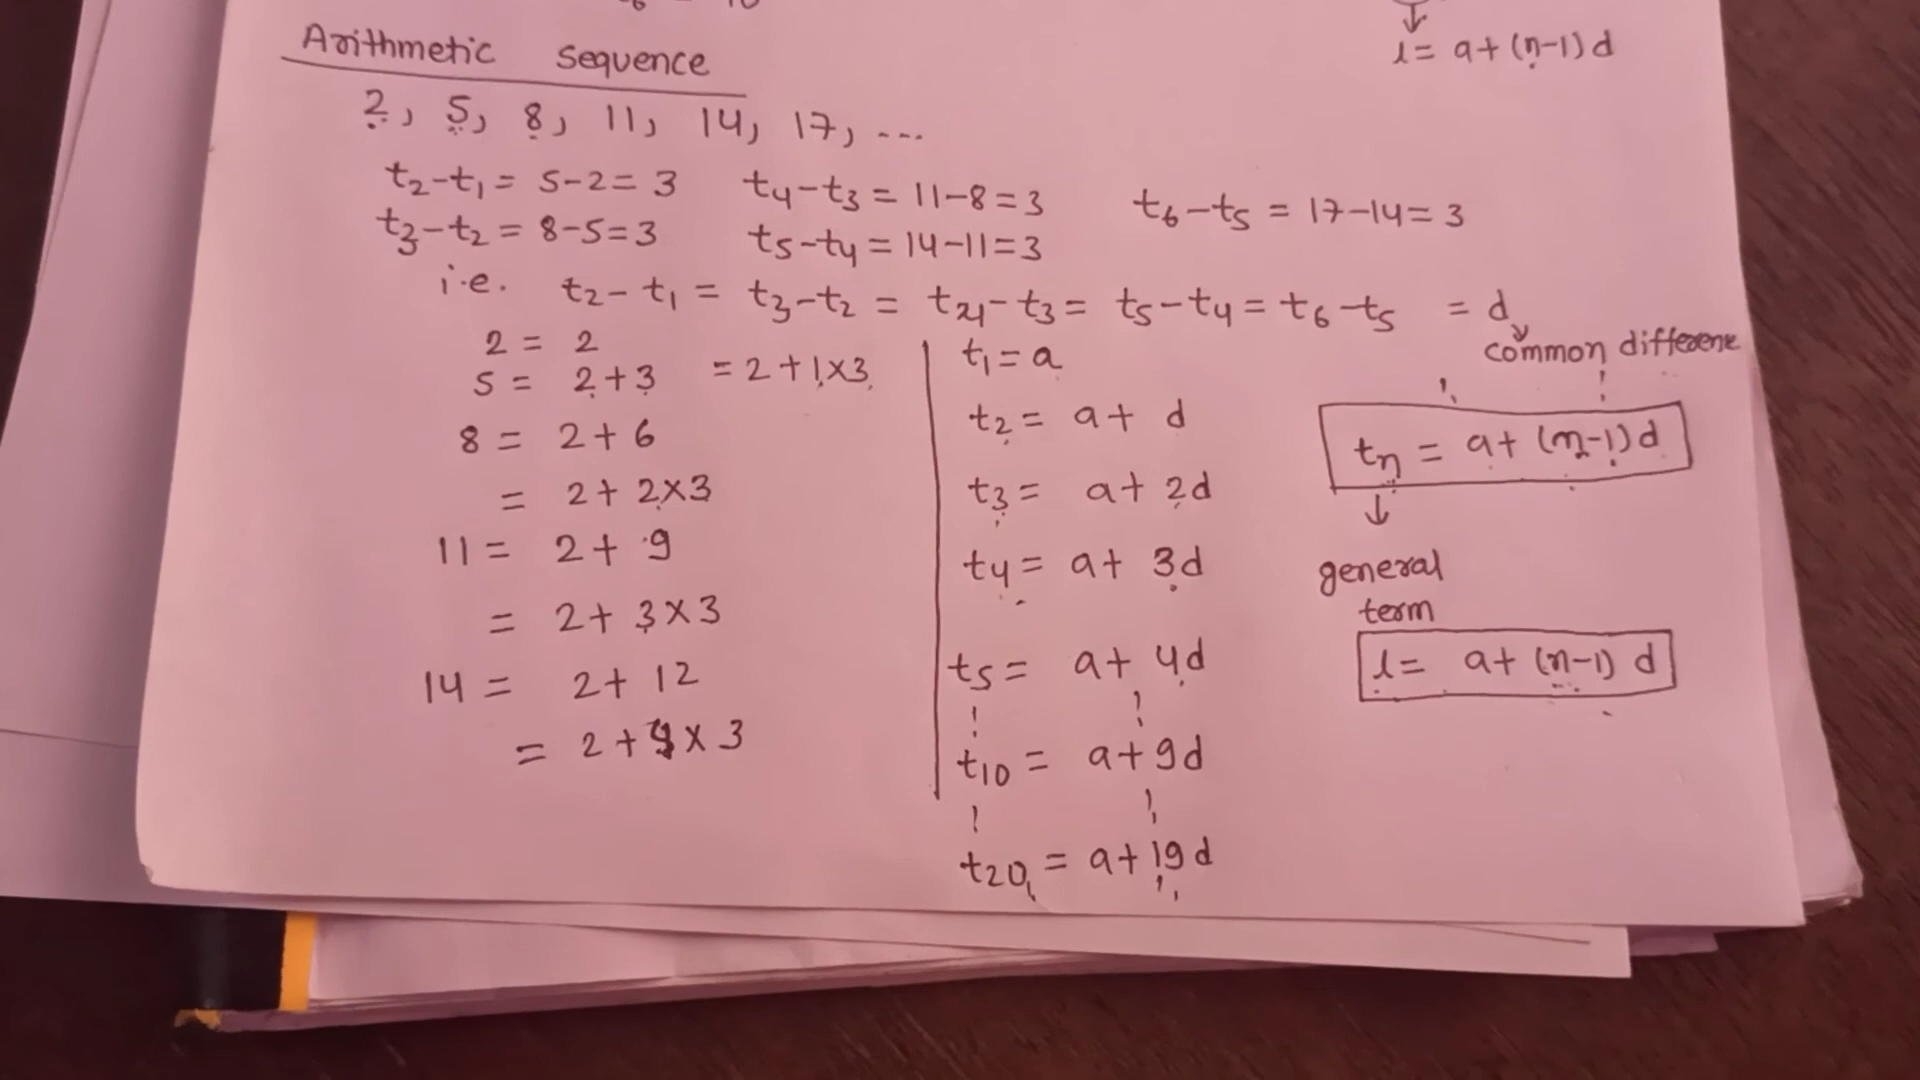 l = a+(n-1)d
Arithmetic sequence
2, 5, 8, 11, 14, 17, ...
t2-t1 = 5-2= 3 t4-t3 = 11-8=3 t6-t5 = 17-14= 3
t3-t2 = 8-5=3 t5-t4 = 14-11=3
i.e. t2-t1 = t3-t2 = t4-t3= t5-t4=t6-t5 = d
common difference
2 = 2
5 = 2+3 = 2+1×3
8 = 2+6
= 2+ 2×3
11 = 2+ 9
= 2+ 3×3
14 = 2+ 12
= 2+4×3
t1=a
t2= a+ d
t3= a+ 2d
t4= a+ 3d
t5= a+ 4d
t10= a+9d
t20= a+19d
tn = a+ (n-1)d
general
term
l= a+ (n-1) d